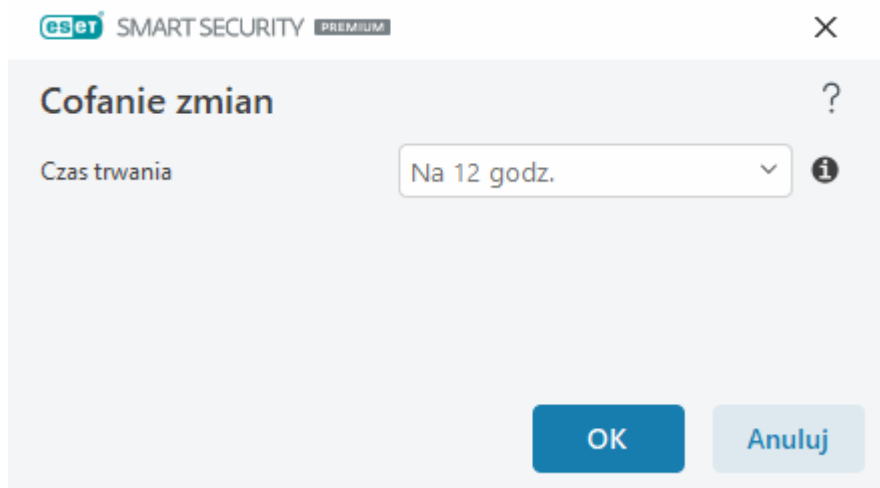 eset SMART SECURITY PREMIUM
Cofanie zmian ?
Czas trwania Na 12 godz.
OK Anuluj